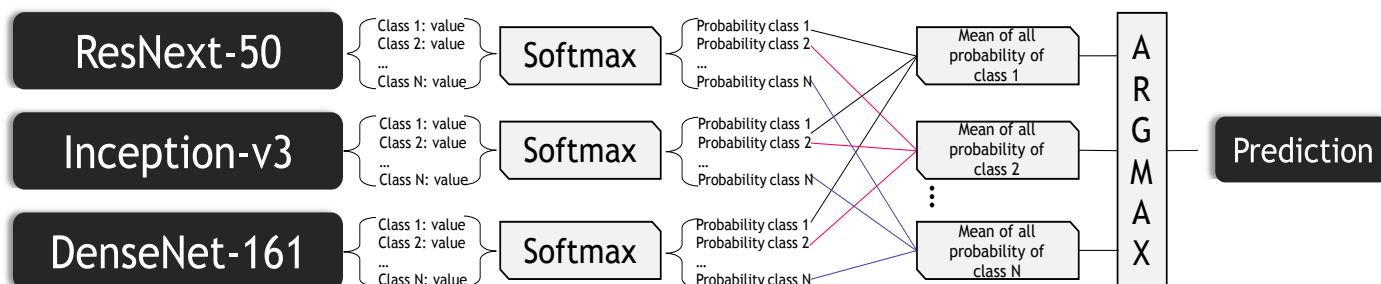 ResNext-50
Class 1: value
Class 2: value
...
Class N: value
Softmax
Probability class 1
Probability class 2
...
Probability class N
Mean of all
probability of
class 1
Inception-v3
Class 1: value
Class 2: value
...
Class N: value
Softmax
Probability class 1
Probability class 2
...
Probability class N
Mean of all
probability of
class 2
DenseNet-161
Class 1: value
Class 2: value
...
Class N: value
Softmax
Probability class 1
Probability class 2
...
Probability class N
Mean of all
probability of
class N
A
R
G
M
A
X
Prediction